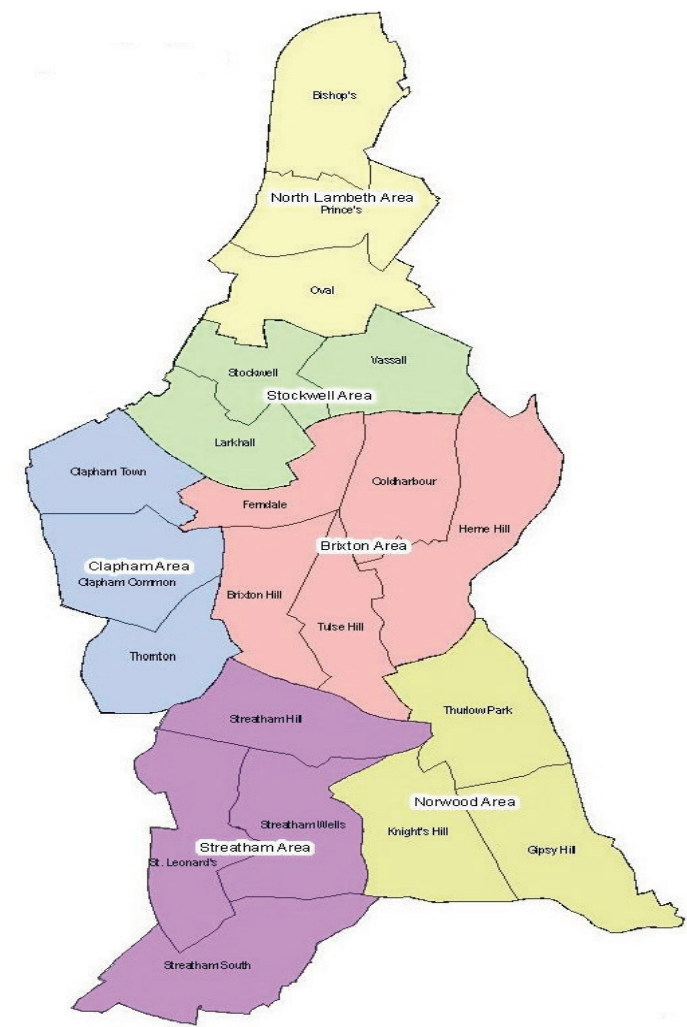 Bishop's
North Lambeth Area
Prince's
Oval
Stockwell
Vassall
Stockwell Area
Larkhall
Clapham Town
Ferndale
Coldharbour
Herne Hill
Brixton Area
Clapham Area
Clapham Common
Brixton Hill
Tulse Hill
Thornton
Streatham Hill
Thurlow Park
Norwood Area
Streatham Wells
Knight's Hill
Streatham Area
Gipsy Hill
St. Leonard's
Streatham South